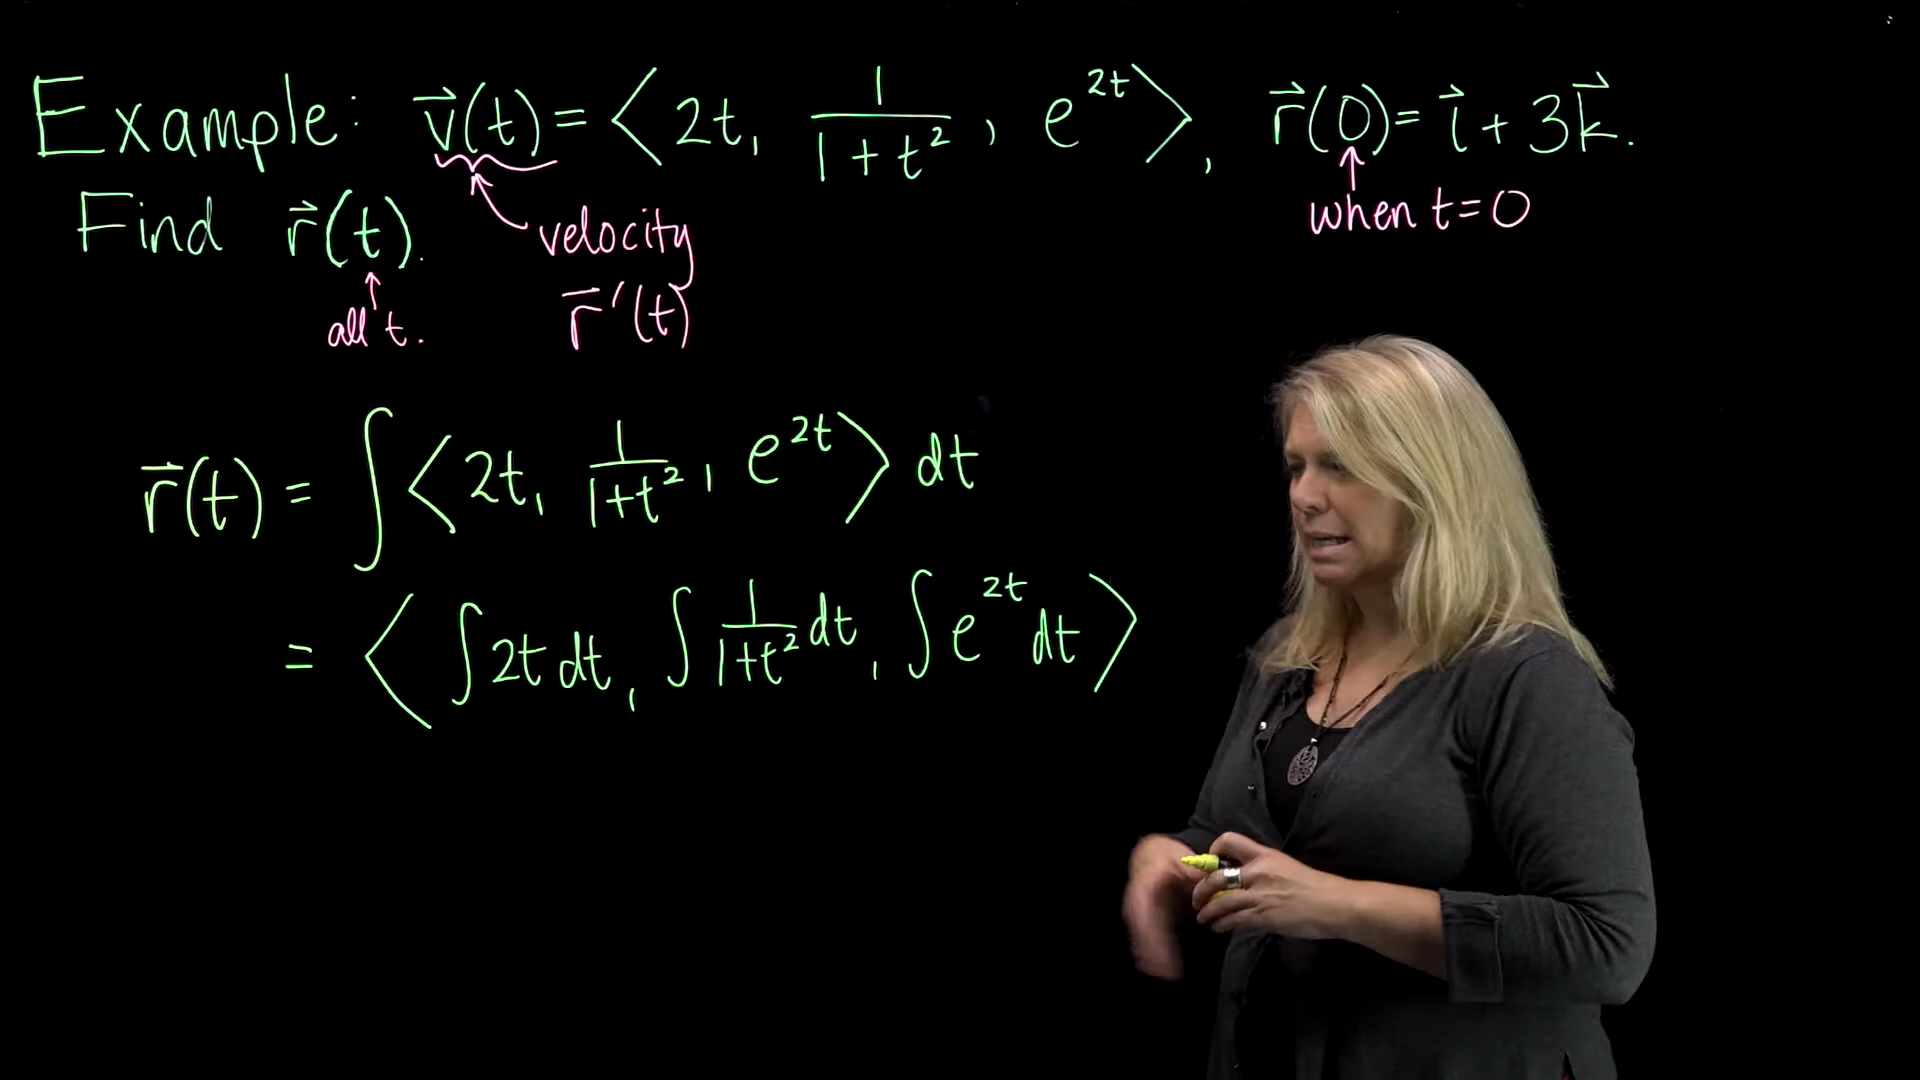 Example: v⃗(t) = ⟨2t, 1/(1+t²), e^{2t}⟩, r⃗(0) = i⃗ + 3k⃗.
when t=0
Find r⃗(t).
velocity
all t.
r⃗'(t)
r⃗(t) = ∫⟨2t, 1/(1+t²), e^{2t}⟩ dt
= ⟨∫2t dt, ∫1/(1+t²) dt, ∫e^{2t} dt⟩